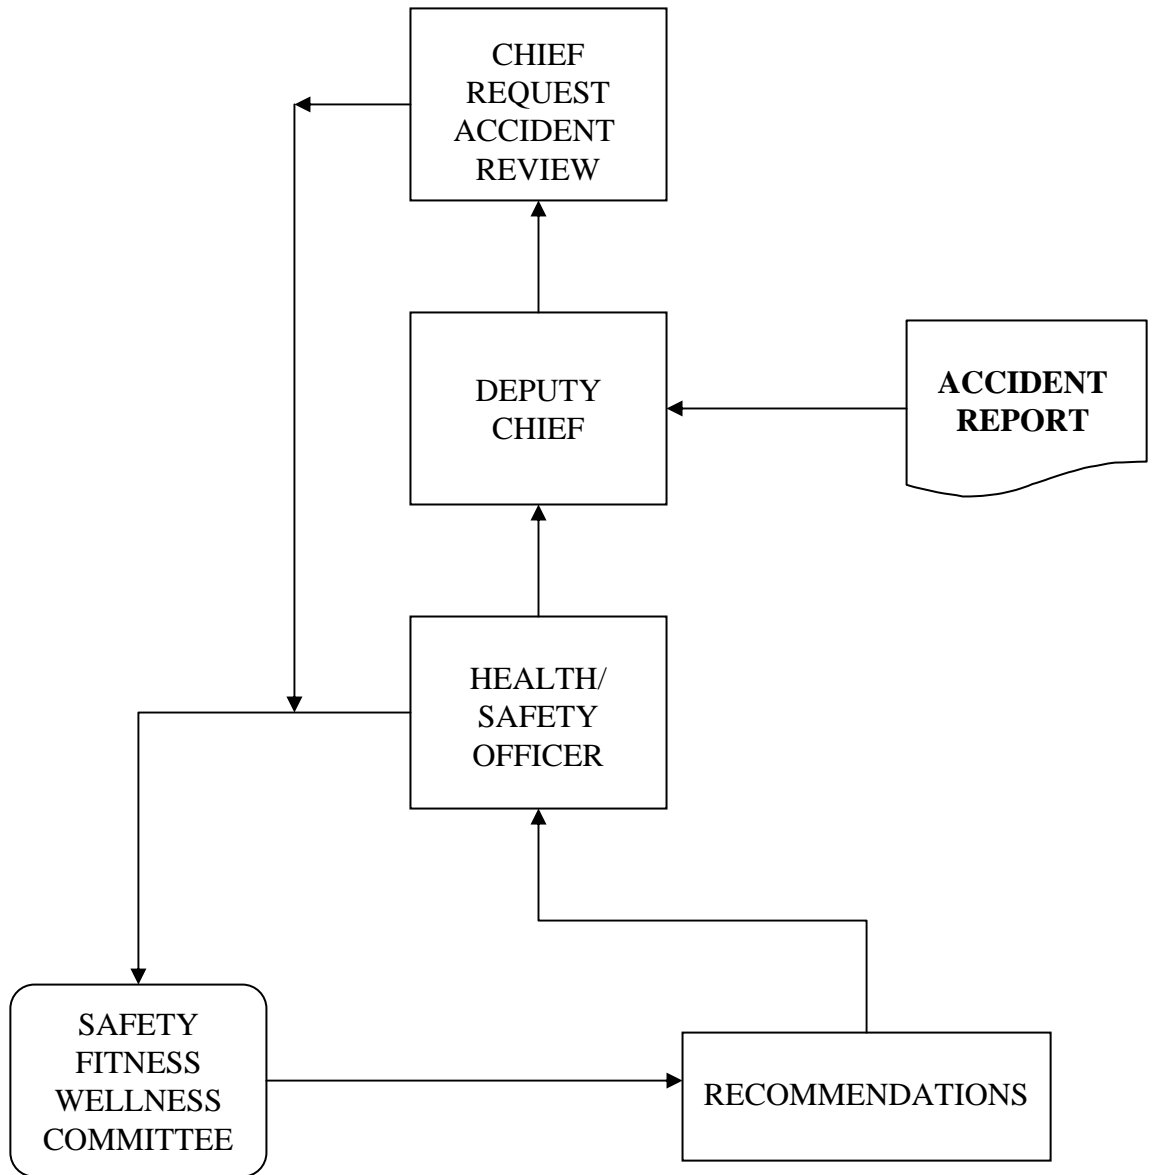 CHIEF
REQUEST
ACCIDENT
REVIEW
DEPUTY
CHIEF
ACCIDENT
REPORT
HEALTH/
SAFETY
OFFICER
SAFETY
FITNESS
WELLNESS
COMMITTEE
RECOMMENDATIONS